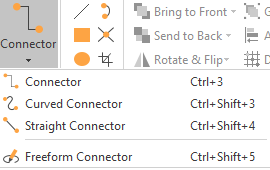 Connector
Bring to Front
Send to Back
Rotate & Flip
G
A
D
Connector Ctrl+3
Curved Connector Ctrl+Shift+3
Straight Connector Ctrl+Shift+4
Freeform Connector Ctrl+Shift+5